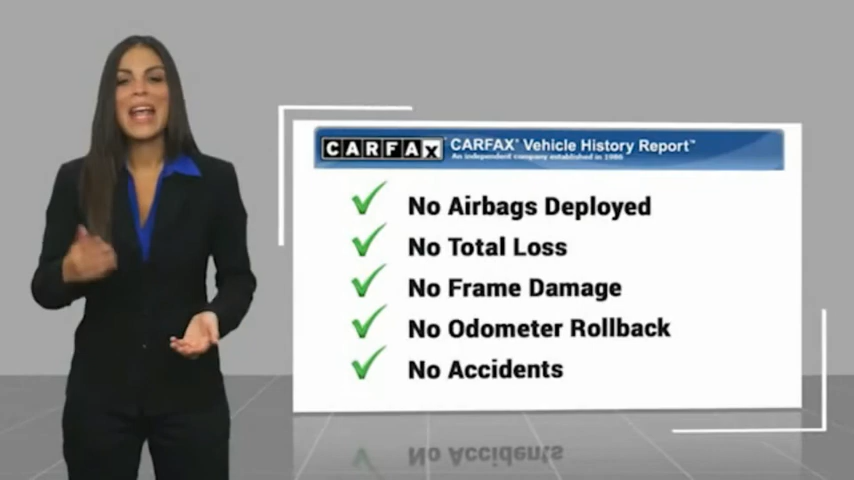 CARFAX CARFAX® Vehicle History Report™
An independent company established in 1986
No Airbags Deployed
No Total Loss
No Frame Damage
No Odometer Rollback
No Accidents
No Accidents